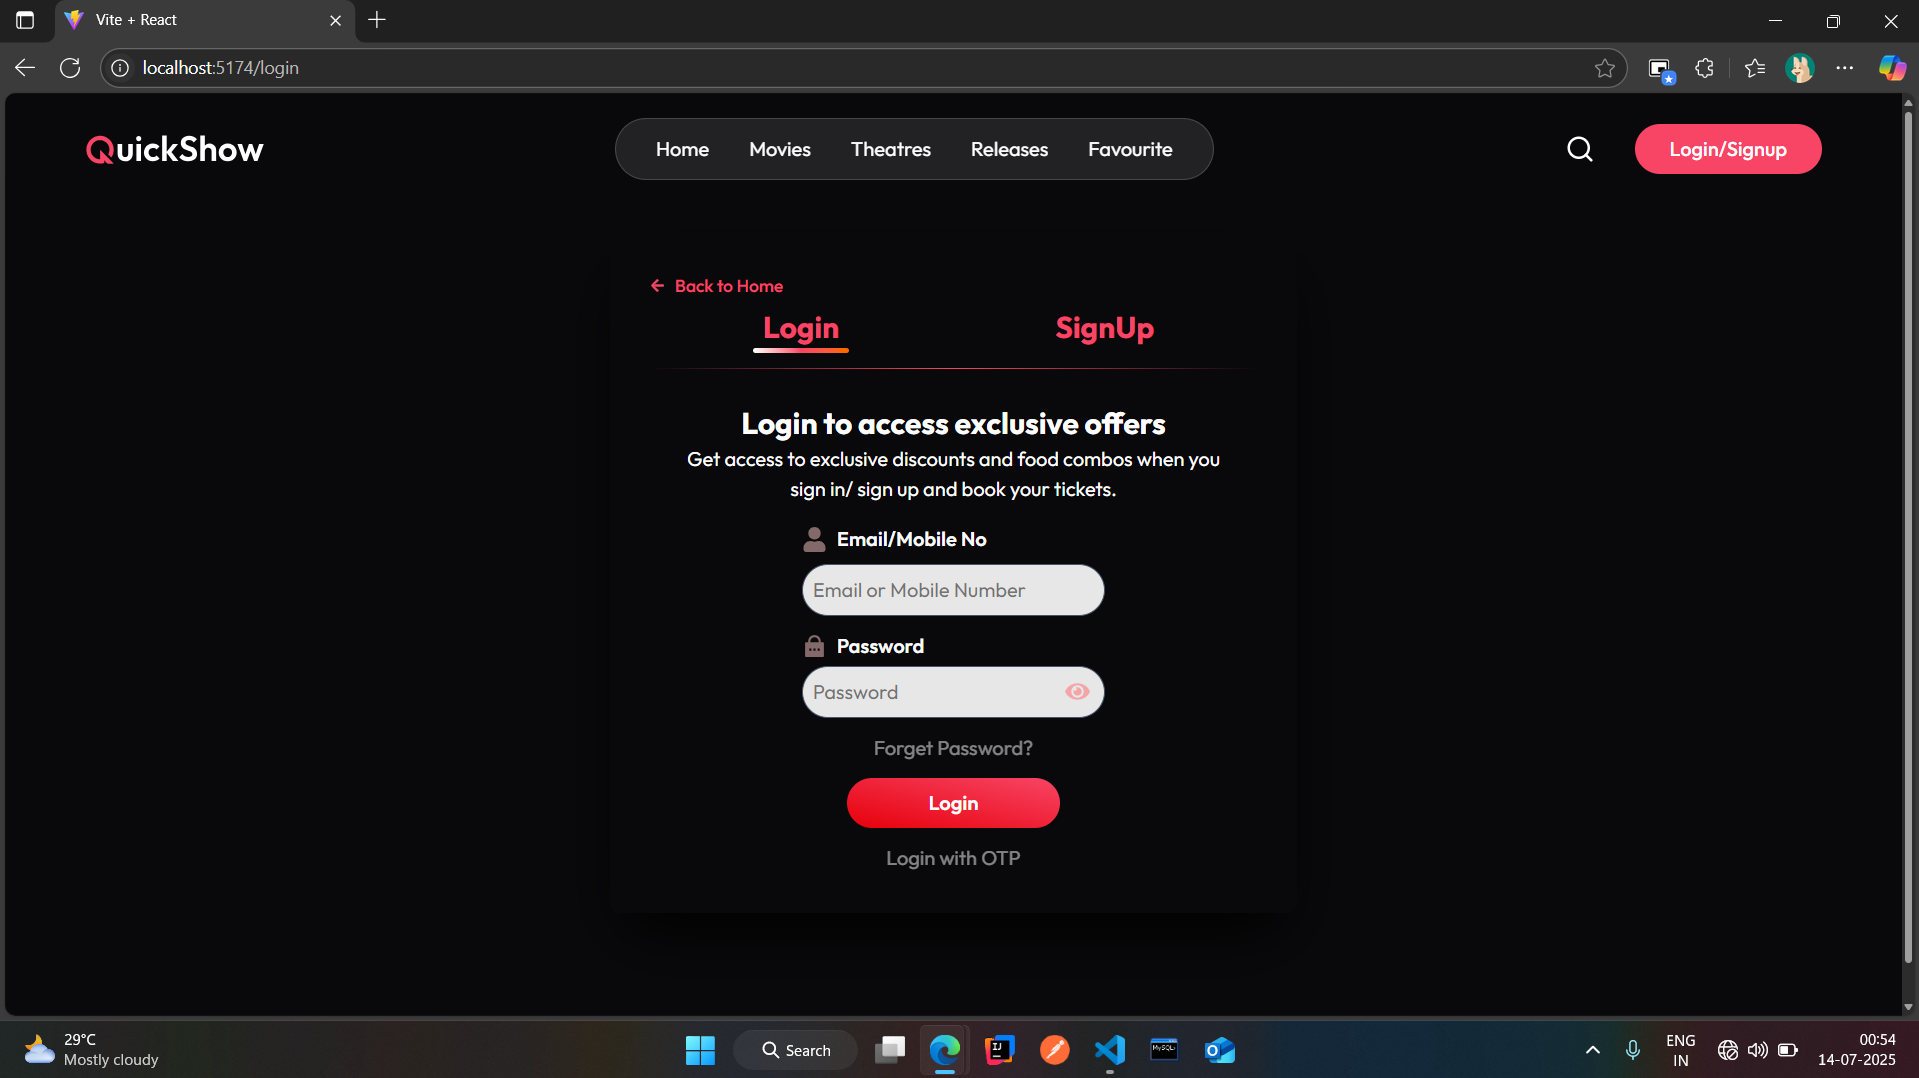 Vite + React
localhost:5174/login
QuickShow
Home Movies Theatres Releases Favourite
Login/Signup
Back to Home
Login SignUp
Login to access exclusive offers
Get access to exclusive discounts and food combos when you
sign in/ sign up and book your tickets.
Email/Mobile No
Email or Mobile Number
Password
Password
Forget Password?
Login
Login with OTP
29°C
Mostly cloudy
Search
IJ
MySQL
O
ENG
IN
00:54
14-07-2025